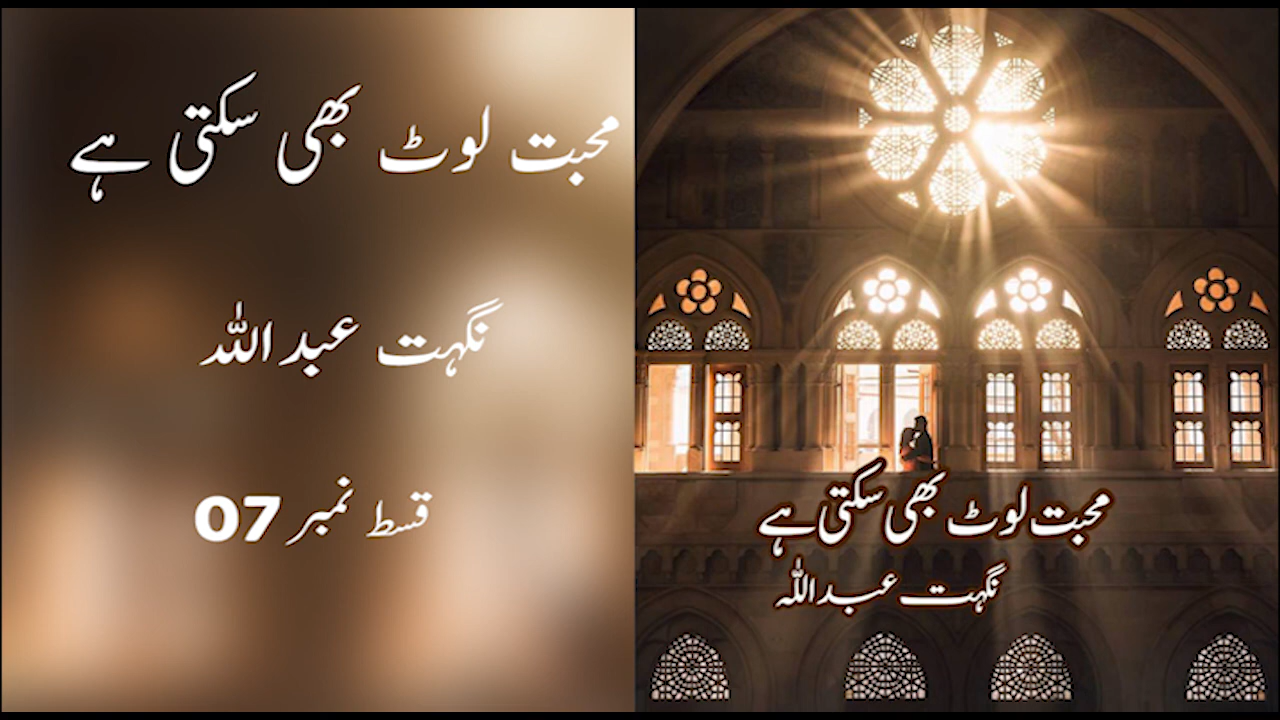 محبت لوٹ بھی سکتی ہے
نگہت عبداللہ
قسط نمبر 07
محبت لوٹ بھی سکتی ہے
نگہت عبداللہ